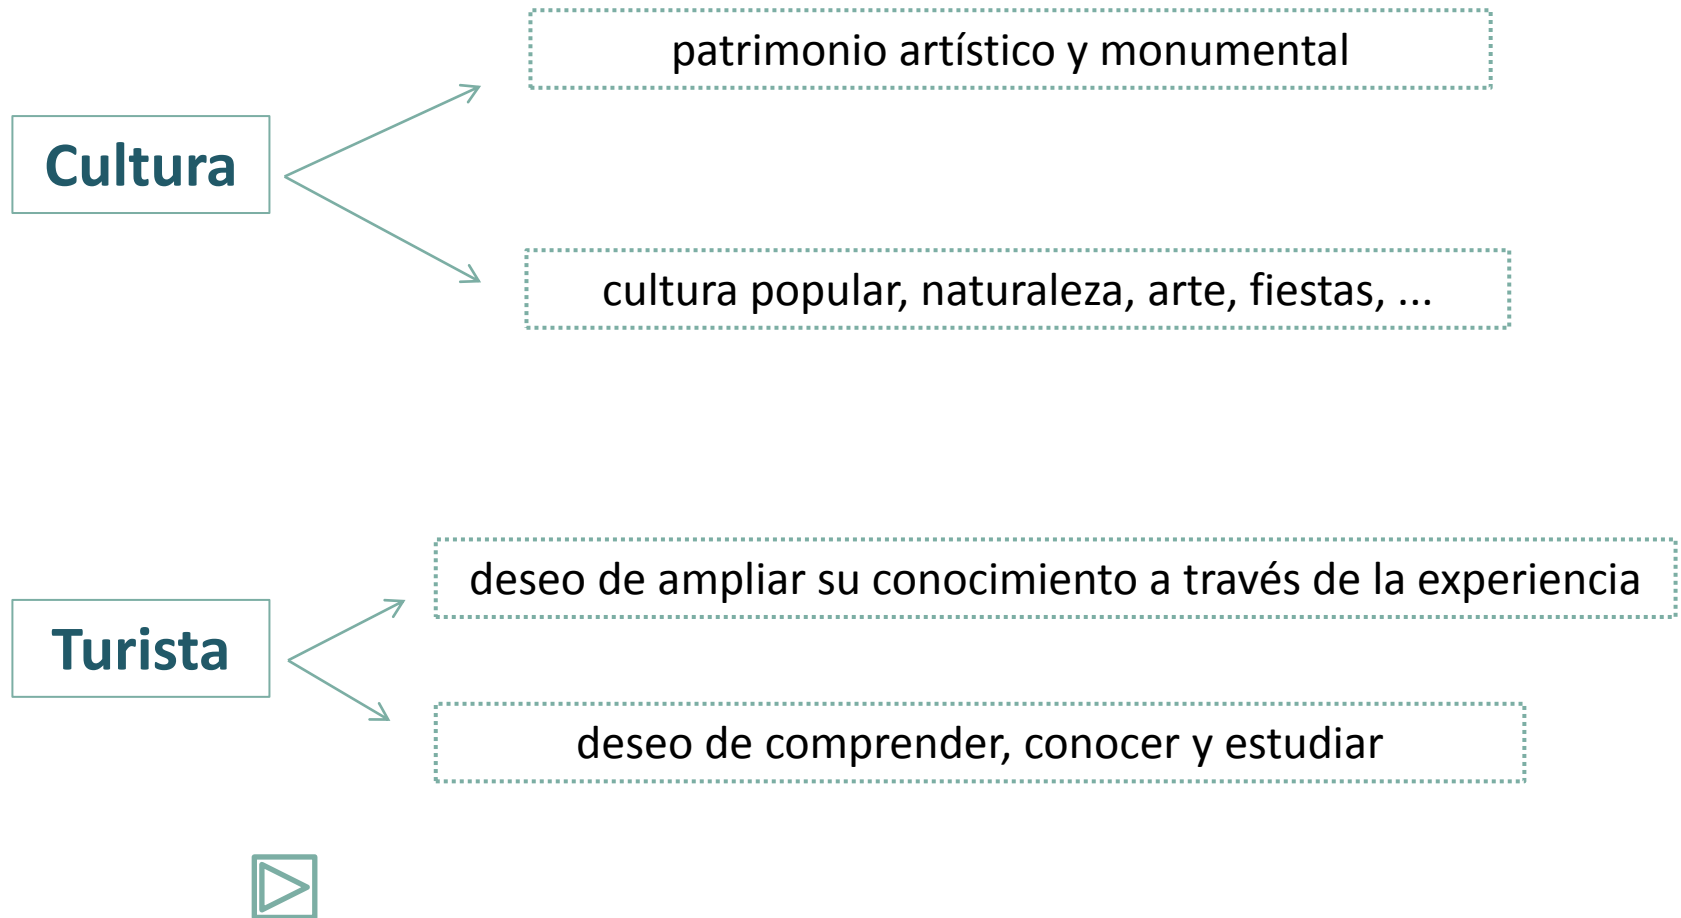 patrimonio artístico y monumental
Cultura
cultura popular, naturaleza, arte, fiestas, ...
deseo de ampliar su conocimiento a través de la experiencia
Turista
deseo de comprender, conocer y estudiar